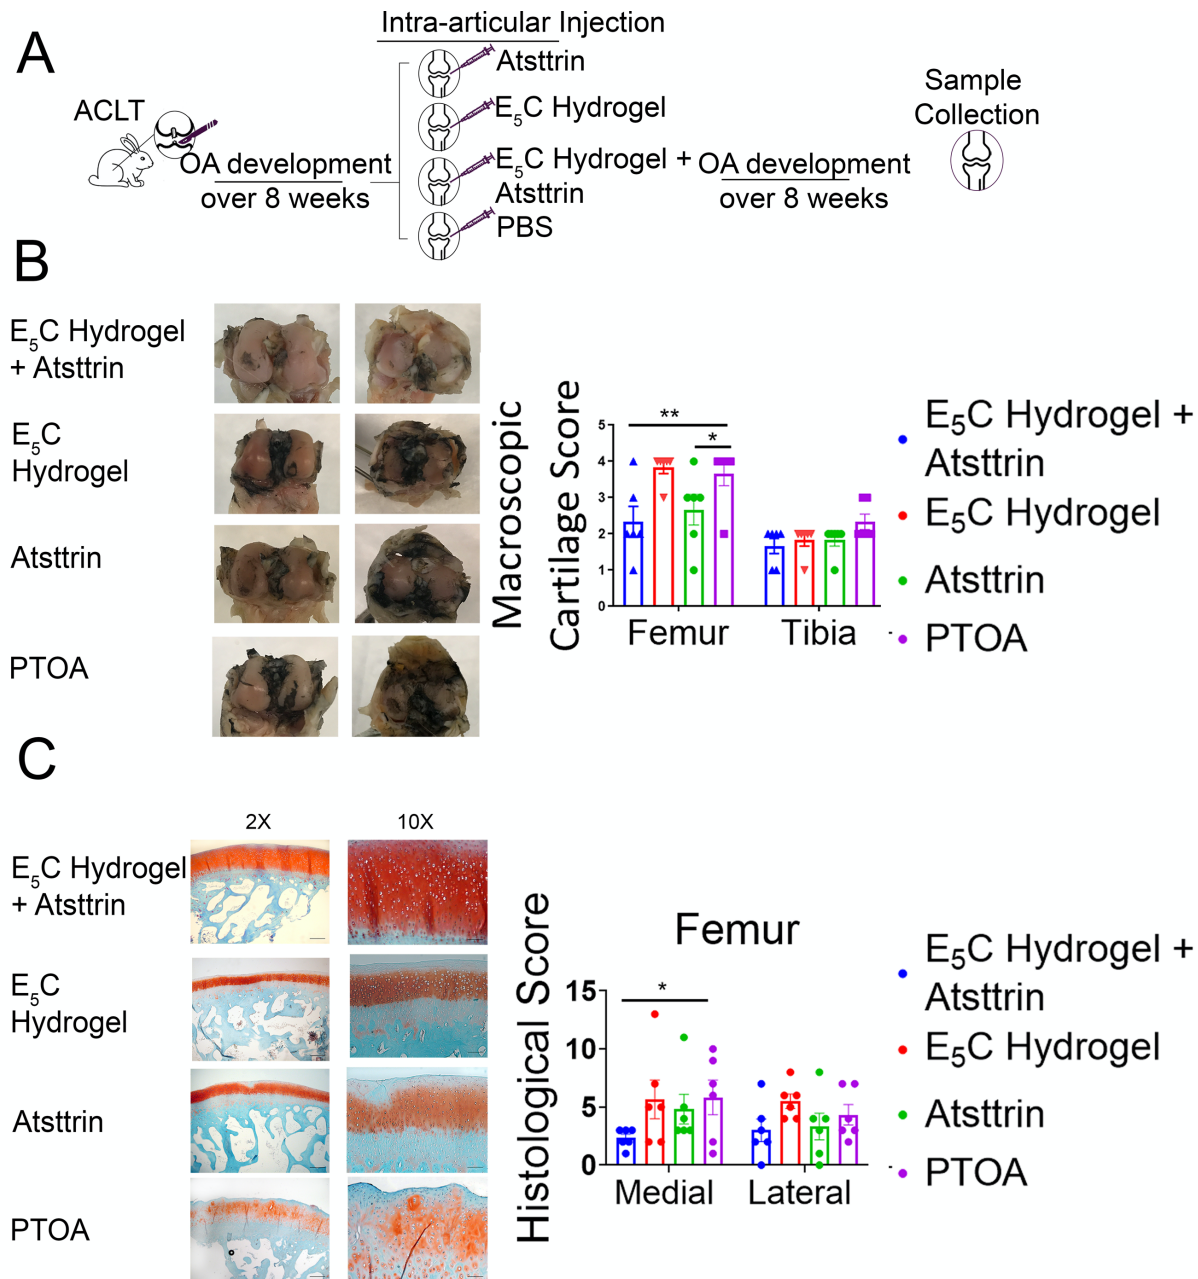 A
Intra-articular Injection
ACLT
OA development
over 8 weeks
Atsttrin
E5C Hydrogel
E5C Hydrogel +
Atsttrin
PBS
OA development
over 8 weeks
Sample
Collection
B
E5C Hydrogel
+ Atsttrin
E5C
Hydrogel
Atsttrin
PTOA
Macroscopic
Cartilage Score
5
4
3
2
1
0
**
*
Femur
Tibia
E5C Hydrogel +
Atsttrin
E5C Hydrogel
Atsttrin
PTOA
C
2X
10X
E5C Hydrogel
+ Atsttrin
E5C
Hydrogel
Atsttrin
PTOA
Histological Score
Femur
15
10
5
0
*
Medial
Lateral
E5C Hydrogel +
Atsttrin
E5C Hydrogel
Atsttrin
PTOA